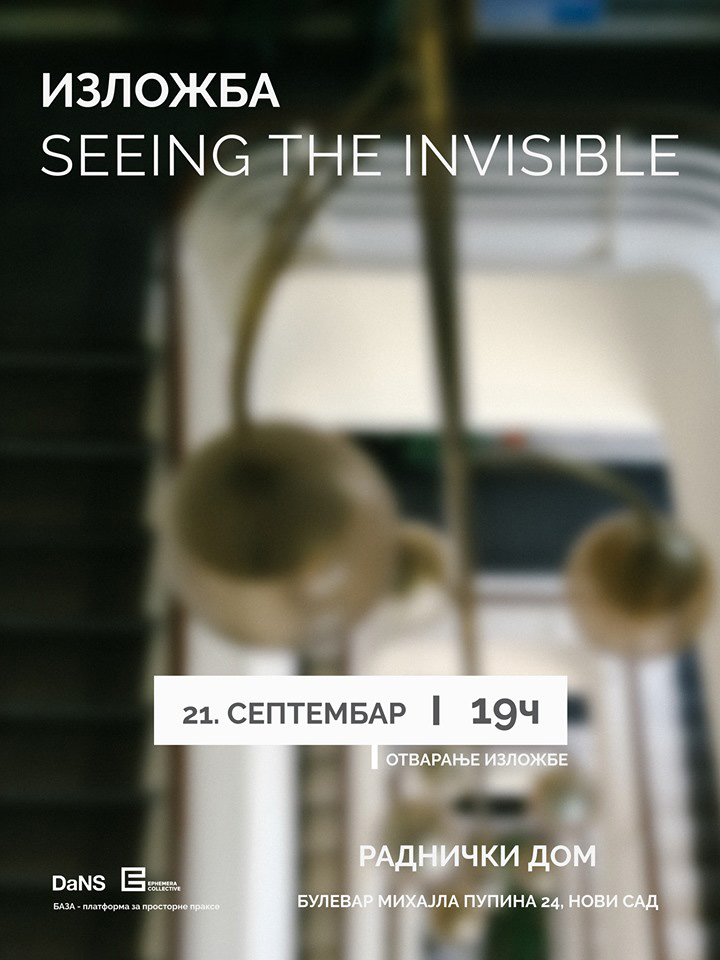 ИЗЛОЖБА
SEEING THE INVISIBLE
21. СЕПТЕМБАР | 19ч
ОТВАРАЊЕ ИЗЛОЖБЕ
РАДНИЧКИ ДОМ
БУЛЕВАР МИХАЈЛА ПУПИНА 24, НОВИ САД
DaNS
EPHEMERA
COLLECTIVE
БАЗА - платформа за просторне праксе